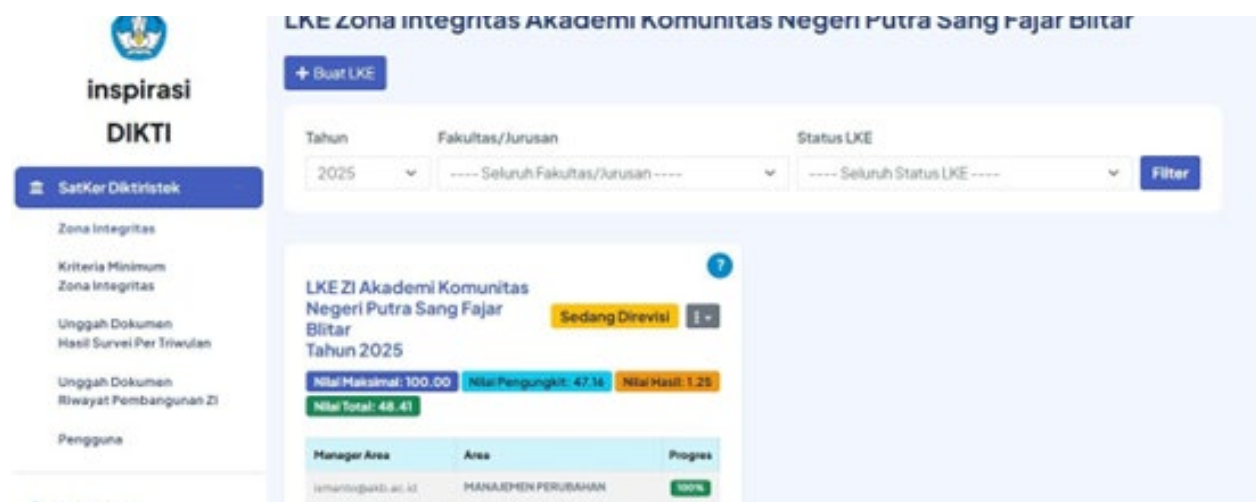 LKE Zona Integritas Akademi Komunitas Negeri Putra Sang Fajar Blitar
inspirasi
DIKTI
+ Buat LKE
Tahun
Fakultas/Jurusan
Status LKE
2025
---- Seluruh Fakultas/Jurusan ----
---- Seluruh Status LKE ----
Filter
SatKer Diktiristek
Zona Integritas
Kriteria Minimum
Zona Integritas
Unggah Dokumen
Hasil Survei Per Triwulan
Unggah Dokumen
Riwayat Pembangunan ZI
Pengguna
?
LKE ZI Akademi Komunitas
Negeri Putra Sang Fajar
Blitar
Tahun 2025
Sedang Direvisi
Nilai Maksimal: 100.00
Nilai Pengungkit: 47.16
Nilai Hasil: 1.25
Nilai Total: 48.41
Manager Area
Area
Progres
ismanto@akb.ac.id
MANAJEMEN PERUBAHAN
100%